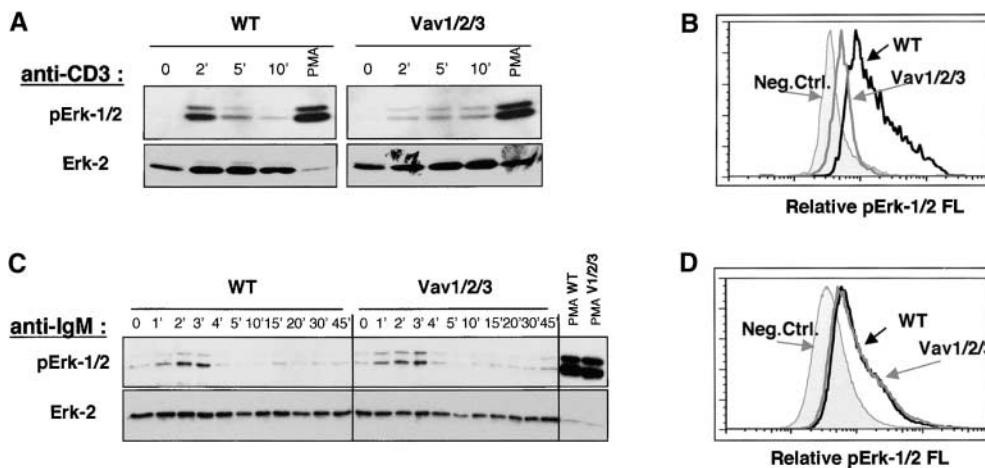 A
WT
Vav1/2/3
anti-CD3 :
0 2' 5' 10' PMA
0 2' 5' 10' PMA
pErk-1/2
Erk-2
B
WT
Neg.Ctrl.
Vav1/2/3
Relative pErk-1/2 FL
C
WT
Vav1/2/3
anti-IgM :
0 1' 2' 3' 4' 5' 10' 15' 20' 30' 45'
0 1' 2' 3' 4' 5' 10' 15' 20' 30' 45'
PMA WT
PMA V1/2/3
pErk-1/2
Erk-2
D
Neg.Ctrl.
WT
Vav1/2/3
Relative pErk-1/2 FL